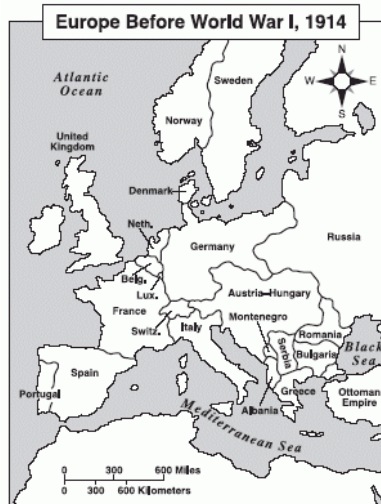 Europe Before World War I, 1914
N
W E
S
Atlantic
Ocean
Sweden
Norway
United
Kingdom
Denmark
Neth.
Germany
Russia
Belg.
Lux.
Austria-Hungary
France
Montenegro
Switz.
Italy
Romania
Serbia
Bulgaria
Black
Sea
Spain
Portugal
Greece
Ottoman
Empire
Albania
Mediterranean Sea
0 300 600 Miles
0 300 600 Kilometers